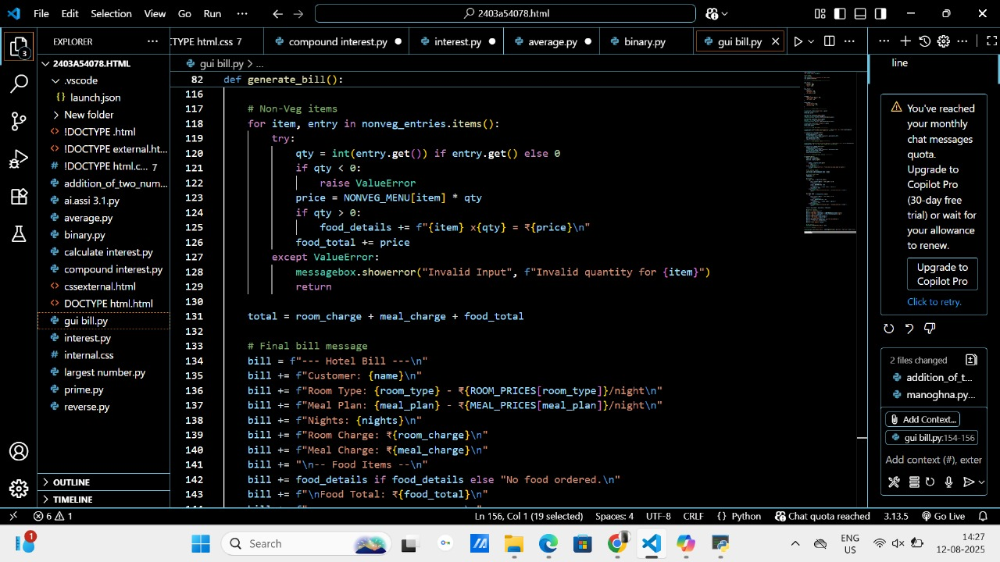 File Edit Selection View Go Run ··· 2403a54078.html
EXPLORER ···
2403A54078.HTML
.vscode
launch.json
New folder
!DOCTYPE .html
!DOCTYPE external.ht...
!DOCTYPE html.c... 7
addition_of_two_num...
assi 3.1.py
average.py
binary.py
calculate interest.py
compound interest.py
css external.html
DOCTYPE html.html
gui bill.py
interest.py
internal.css
largest number.py
prime.py
reverse.py
OUTLINE
TIMELINE
CTYPE html.css 7 compound interest.py interest.py average.py binary.py gui bill.py
gui bill.py > ...
82 def generate_bill():
116
117 # Non-Veg items
118 for item, entry in nonveg_entries.items():
119 try:
120 qty = int(entry.get()) if entry.get() else 0
121 if qty < 0:
122 raise ValueError
123 price = NONVEG_MENU[item] * qty
124 if qty > 0:
125 food_details += f"{item} x{qty} = ₹{price}\n"
126 food_total += price
127 except ValueError:
128 messagebox.showerror("Invalid Input", f"Invalid quantity for {item}")
129 return
130
131 total = room_charge + meal_charge + food_total
132
133 # Final bill message
134 bill = f"--- Hotel Bill ---\n"
135 bill += f"Customer: {name}\n"
136 bill += f"Room Type: {room_type} - ₹{ROOM_PRICES[room_type]}/night\n"
137 bill += f"Meal Plan: {meal_plan} - ₹{MEAL_PRICES[meal_plan]}/night\n"
138 bill += f"Nights: {nights}\n"
139 bill += f"Room Charge: ₹{room_charge}\n"
140 bill += f"Meal Charge: ₹{meal_charge}\n"
141 bill += "\n-- Food Items --\n"
142 bill += food_details if food_details else "No food ordered.\n"
143 bill += f"\nFood Total: ₹{food_total}\n"
line
You've reached
your monthly
chat messages
quota.
Upgrade to
Copilot Pro
(30-day free
trial) or wait for
your allowance
to renew.
Upgrade to
Copilot Pro
Click to retry.
2 files changed
addition_of_t...
manoghna.py...
Add Context...
gui bill.py:154-156
Add context (#), exter
6 1 Ln 156, Col 1 (19 selected) Spaces: 4 UTF-8 CRLF {} Python Chat quota reached 3.13.5 Go Live
1 Search ENG
US
14:27
12-08-2025